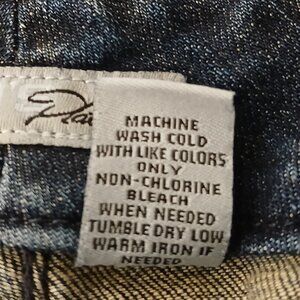 MACHINE
WASH COLD
WITH LIKE COLORS
ONLY
NON-CHLORINE
BLEACH
WHEN NEEDED
TUMBLE DRY LOW
WARM IRON IF
NEEDED